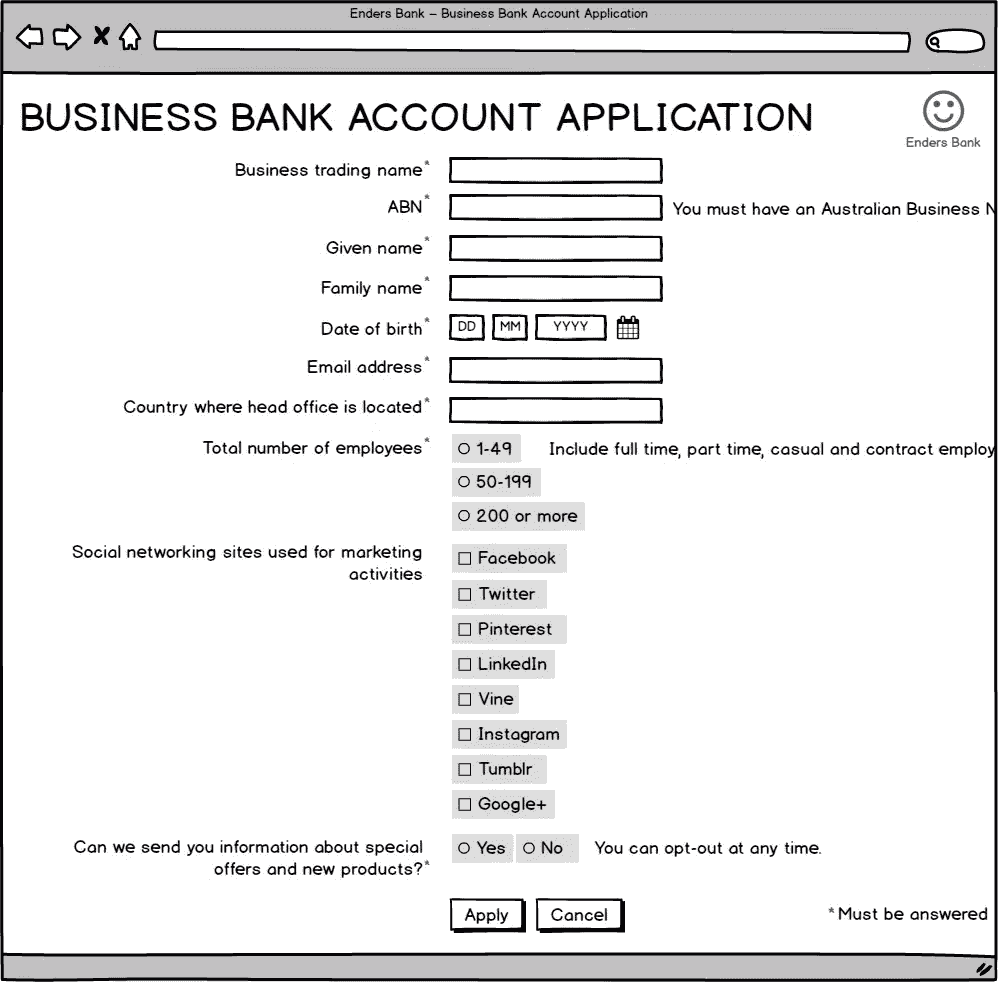 Enders Bank – Business Bank Account Application
BUSINESS BANK ACCOUNT APPLICATION
Enders Bank
Business trading name*
ABN* You must have an Australian Business
Given name*
Family name*
Date of birth* DD MM YYYY
Email address*
Country where head office is located*
Total number of employees* 1-49 Include full time, part time, casual and contract employ
50-199
200 or more
Social networking sites used for marketing
activities
Facebook
Twitter
Pinterest
LinkedIn
Vine
Instagram
Tumblr
Google+
Can we send you information about special
offers and new products?*
Yes No You can opt-out at any time.
Apply Cancel *Must be answered